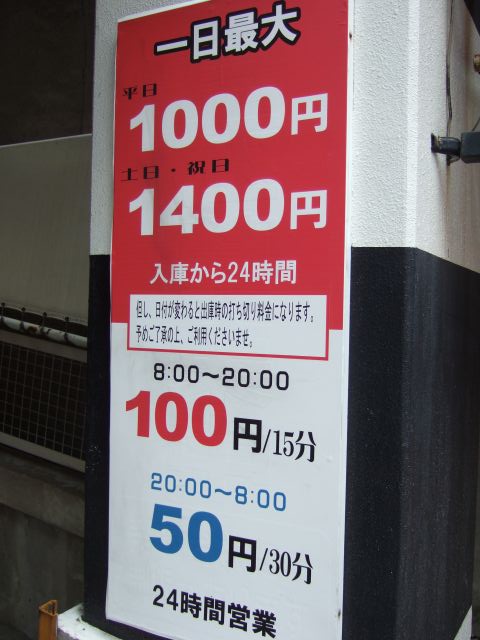 一日最大
平日
1000円
土日・祝日
1400円
入庫から24時間
但し、日付が変わると出庫時の打ち切り料金になります。
予めご了承の上、ご利用くださいませ。
8:00〜20:00
100円/15分
20:00〜8:00
50円/30分
24時間営業